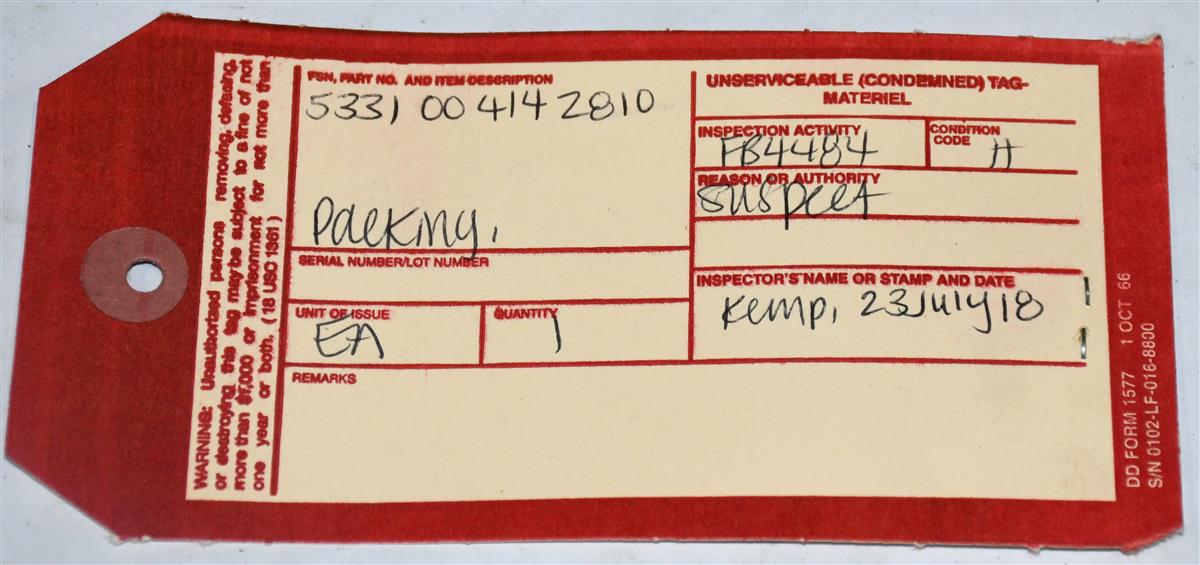 WARNING: Unauthorized persons removing, defacing,
or destroying this tag may be subject to a fine of not
more than $1,000 or imprisonment for not more than
one year or both. (18 USC 1361)
FSN, PART NO. AND ITEM DESCRIPTION
5331 00 414 2810
Packing,
SERIAL NUMBER/LOT NUMBER
UNIT OF ISSUE
EA
QUANTITY
1
REMARKS
UNSERVICEABLE (CONDEMNED) TAG-
MATERIEL
INSPECTION ACTIVITY
FB4484
CONDITION
CODE H
REASON OR AUTHORITY
Suspect
INSPECTOR'S NAME OR STAMP AND DATE
Kemp, 23July18
DD FORM 1577 1 OCT 66
S/N 0102-LF-016-8800